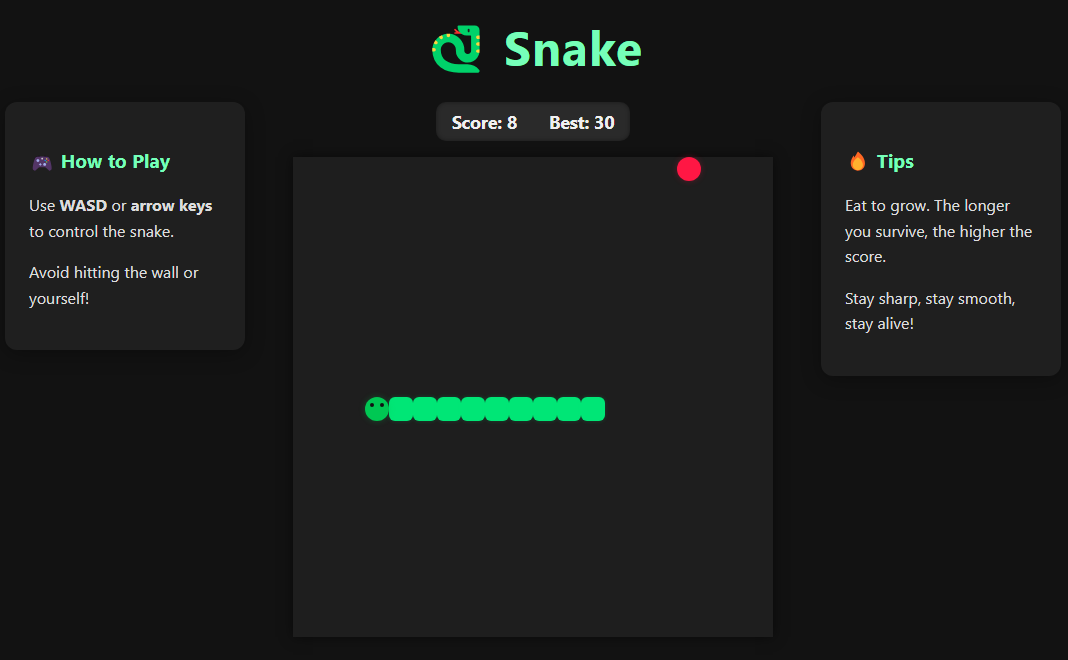 Snake
Score: 8 Best: 30
How to Play
Use WASD or arrow keys
to control the snake.
Avoid hitting the wall or
yourself!
Tips
Eat to grow. The longer
you survive, the higher the
score.
Stay sharp, stay smooth,
stay alive!